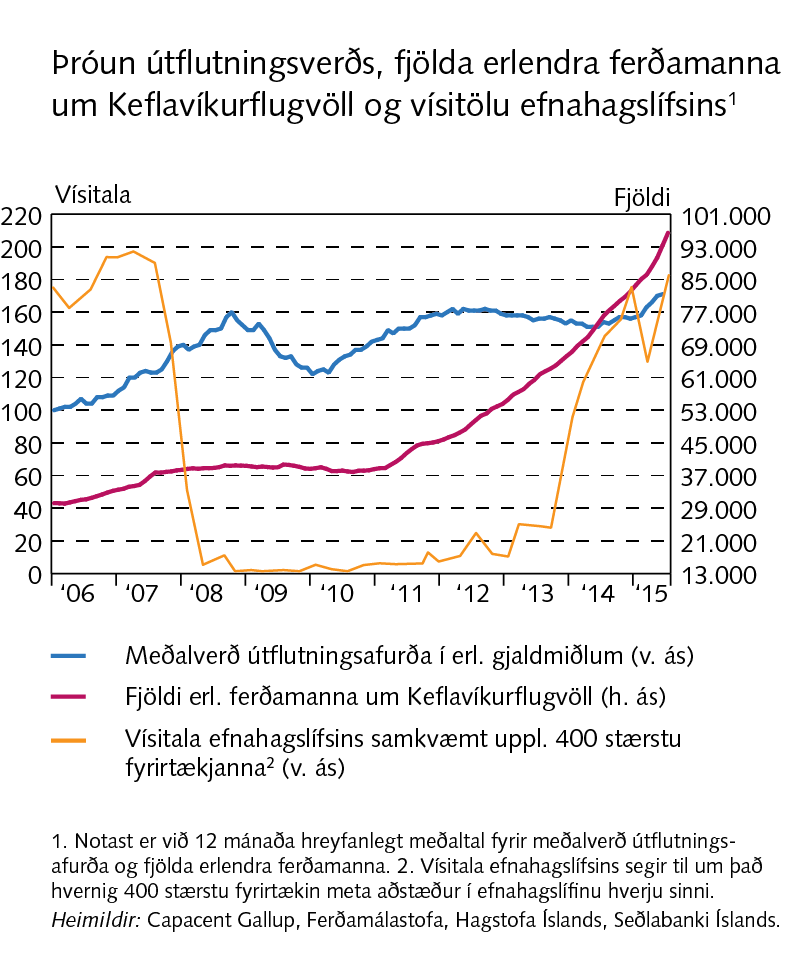 Þróun útflutningsverðs, fjölda erlendra ferðamanna
um Keflavíkurflugvöll og vísitölu efnahagslífsins¹
Vísitala Fjöldi
220 101.000
200 93.000
180 85.000
160 77.000
140 69.000
120 61.000
100 53.000
80 45.000
60 37.000
40 29.000
20 21.000
0 13.000
‘06 ‘07 ‘08 ‘09 ‘10 ‘11 ‘12 ‘13 ‘14 ‘15
Meðalverð útflutningsafurða í erl. gjaldmiðlum (v. ás)
Fjöldi erl. ferðamanna um Keflavíkurflugvöll (h. ás)
Vísitala efnahagslífsins samkvæmt uppl. 400 stærstu
fyrirtækjanna² (v. ás)
1. Notast er við 12 mánaða hreyfanlegt meðaltal fyrir meðalverð útflutnings-
afurða og fjölda erlendra ferðamanna. 2. Vísitala efnahagslífsins segir til um það
hvernig 400 stærstu fyrirtækin meta aðstæður í efnahagslífinu hverju sinni.
Heimildir: Capacent Gallup, Ferðamálastofa, Hagstofa Íslands, Seðlabanki Íslands.